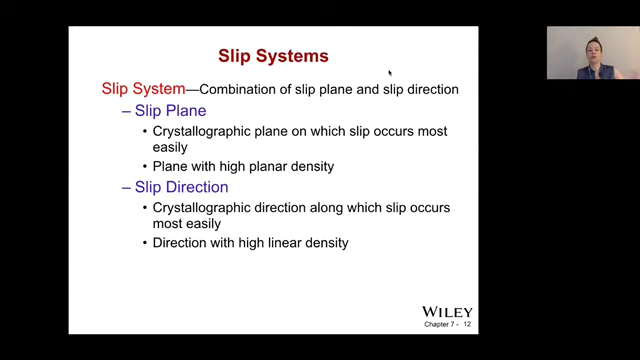 Slip Systems
Slip System—Combination of slip plane and slip direction
– Slip Plane
• Crystallographic plane on which slip occurs most
easily
• Plane with high planar density
– Slip Direction
• Crystallographic direction along which slip occurs
most easily
• Direction with high linear density
WILEY
Chapter 7 - 12